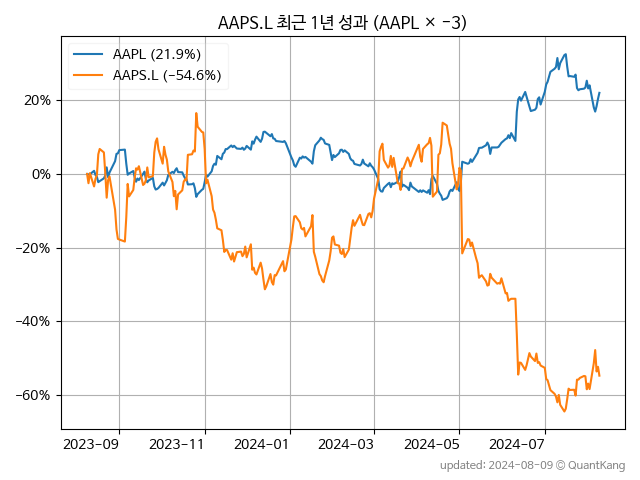 AAPS.L 최근 1년 성과 (AAPL × −3)
AAPL (21.9%)
AAPS.L (−54.6%)
20%
0%
−20%
−40%
−60%
2023-09 2023-11 2024-01 2024-03 2024-05 2024-07
updated: 2024-08-09 © QuantKang